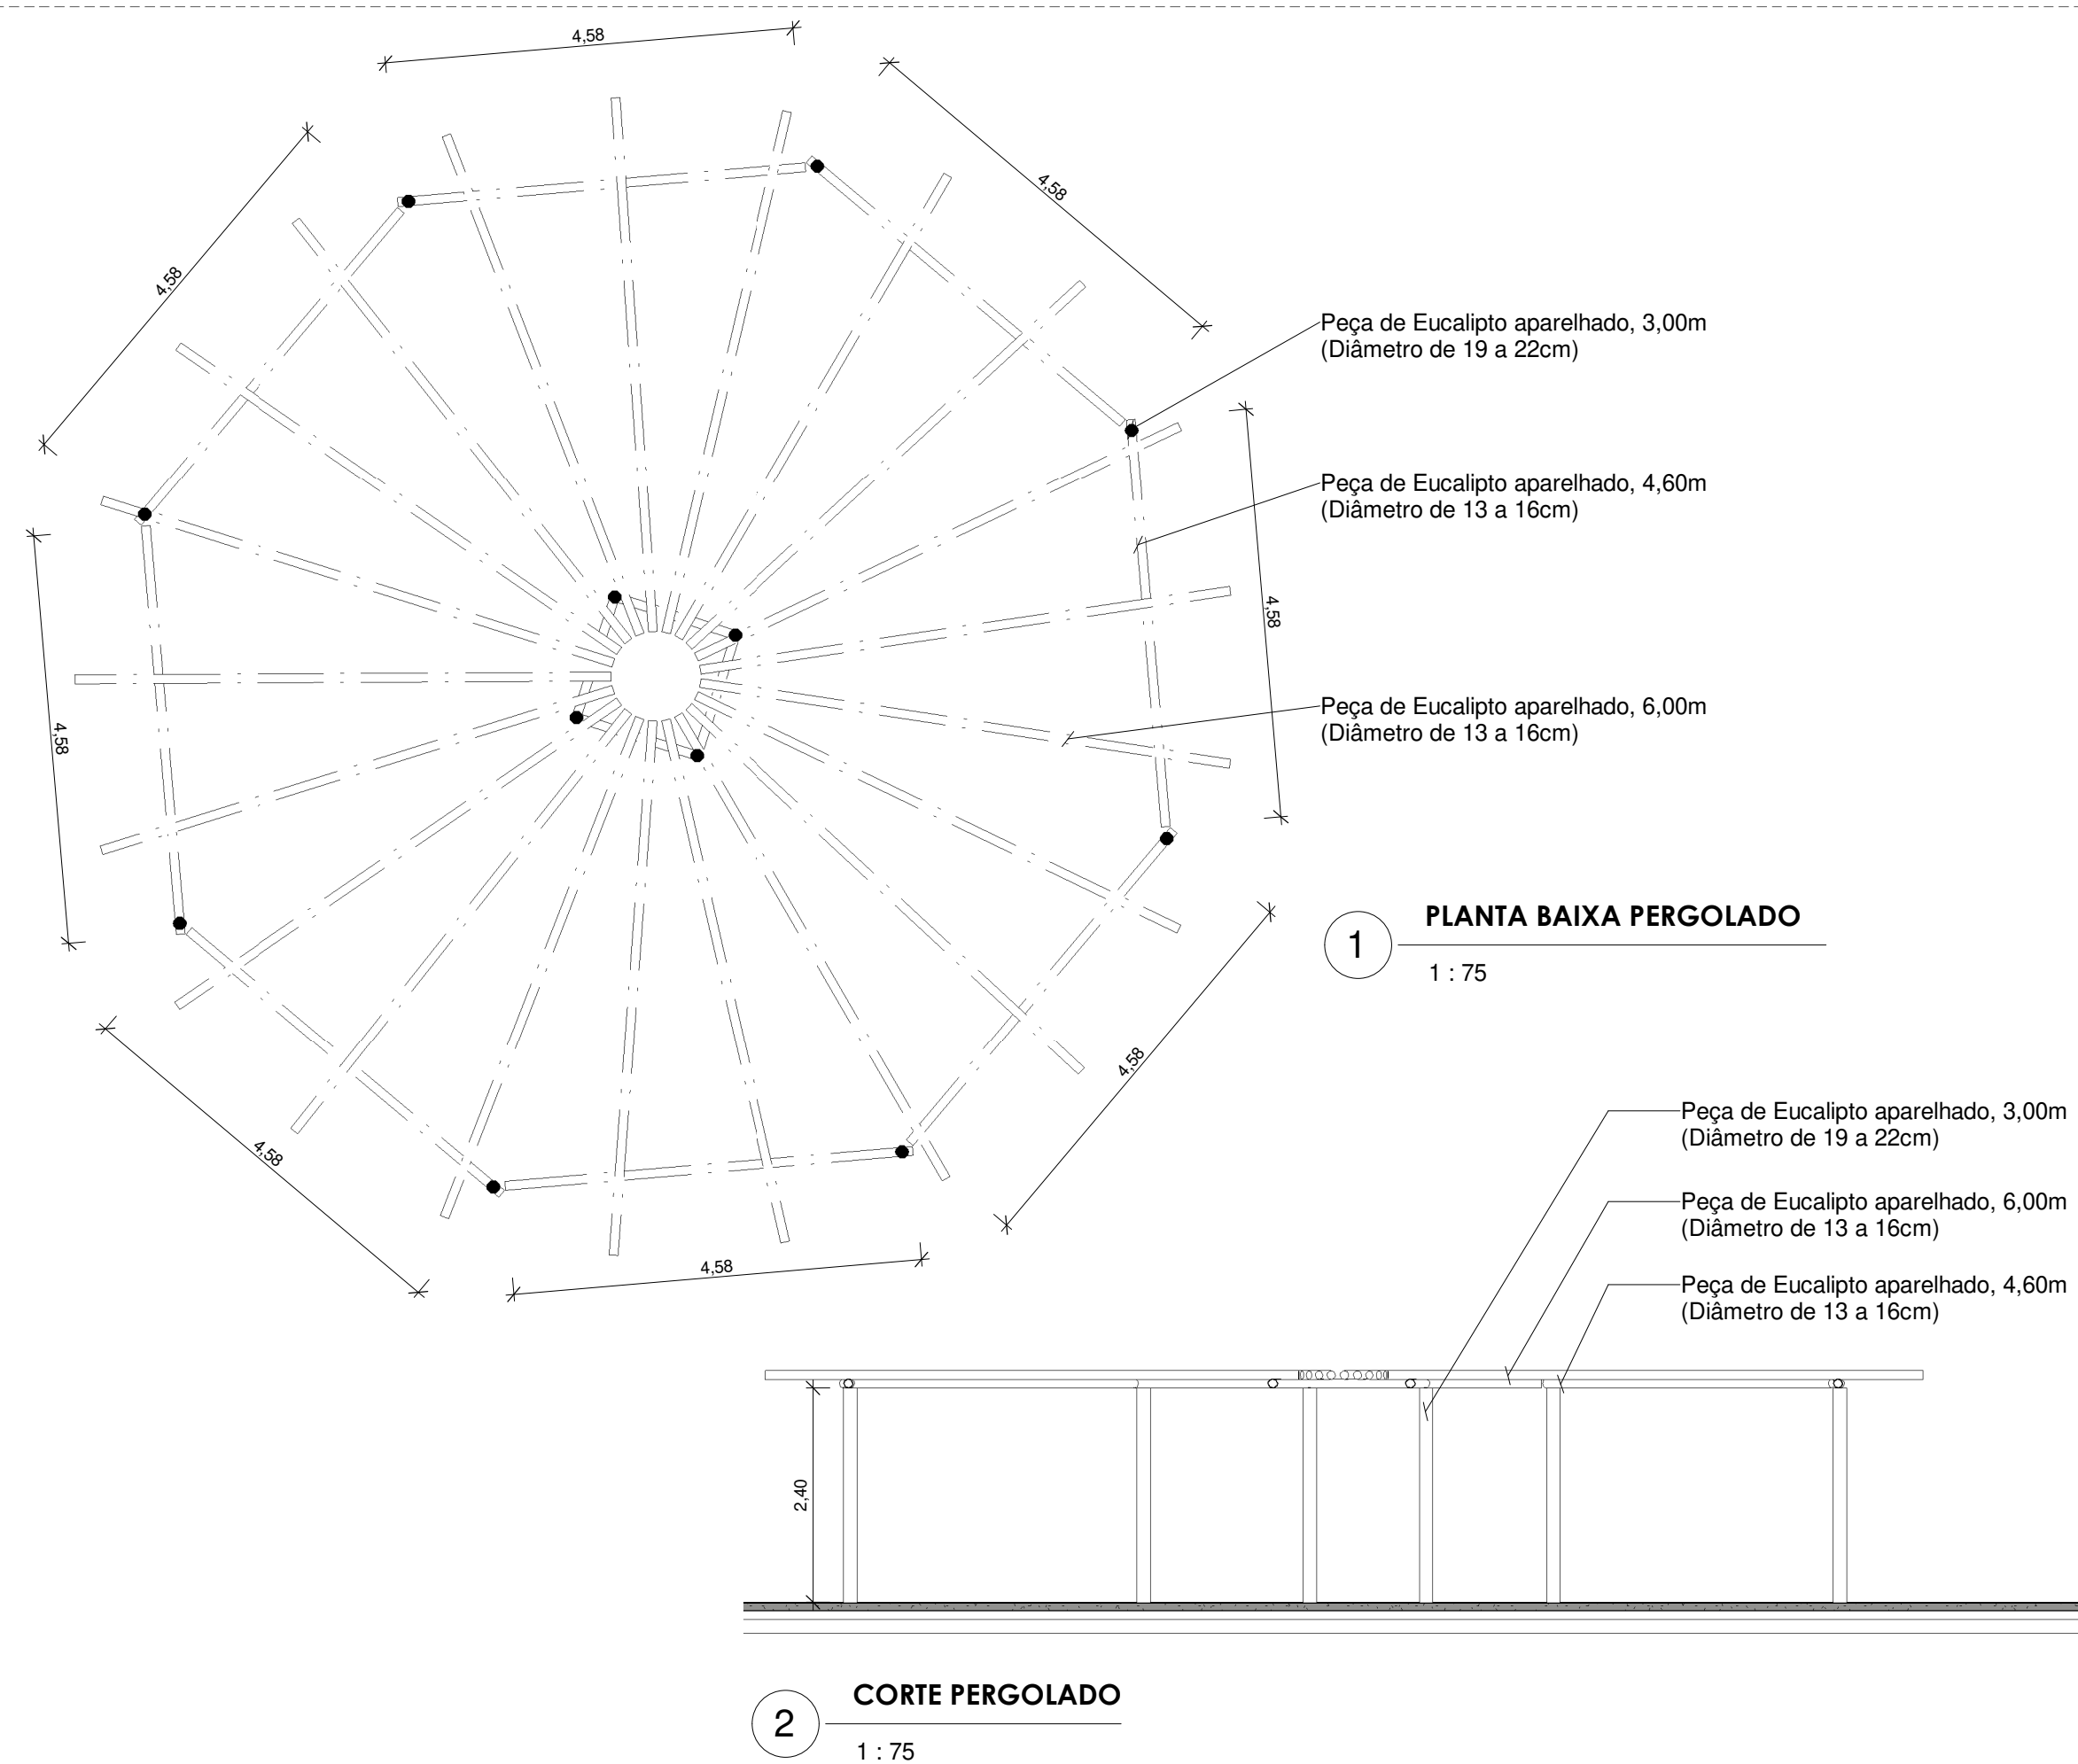 4,58
4,58
4,58
4,58
4,58
4,58
4,58
4,58
Peça de Eucalipto aparelhado, 3,00m
(Diâmetro de 19 a 22cm)
Peça de Eucalipto aparelhado, 4,60m
(Diâmetro de 13 a 16cm)
Peça de Eucalipto aparelhado, 6,00m
(Diâmetro de 13 a 16cm)
1
PLANTA BAIXA PERGOLADO
1 : 75
Peça de Eucalipto aparelhado, 3,00m
(Diâmetro de 19 a 22cm)
Peça de Eucalipto aparelhado, 6,00m
(Diâmetro de 13 a 16cm)
Peça de Eucalipto aparelhado, 4,60m
(Diâmetro de 13 a 16cm)
2,40
2
CORTE PERGOLADO
1 : 75